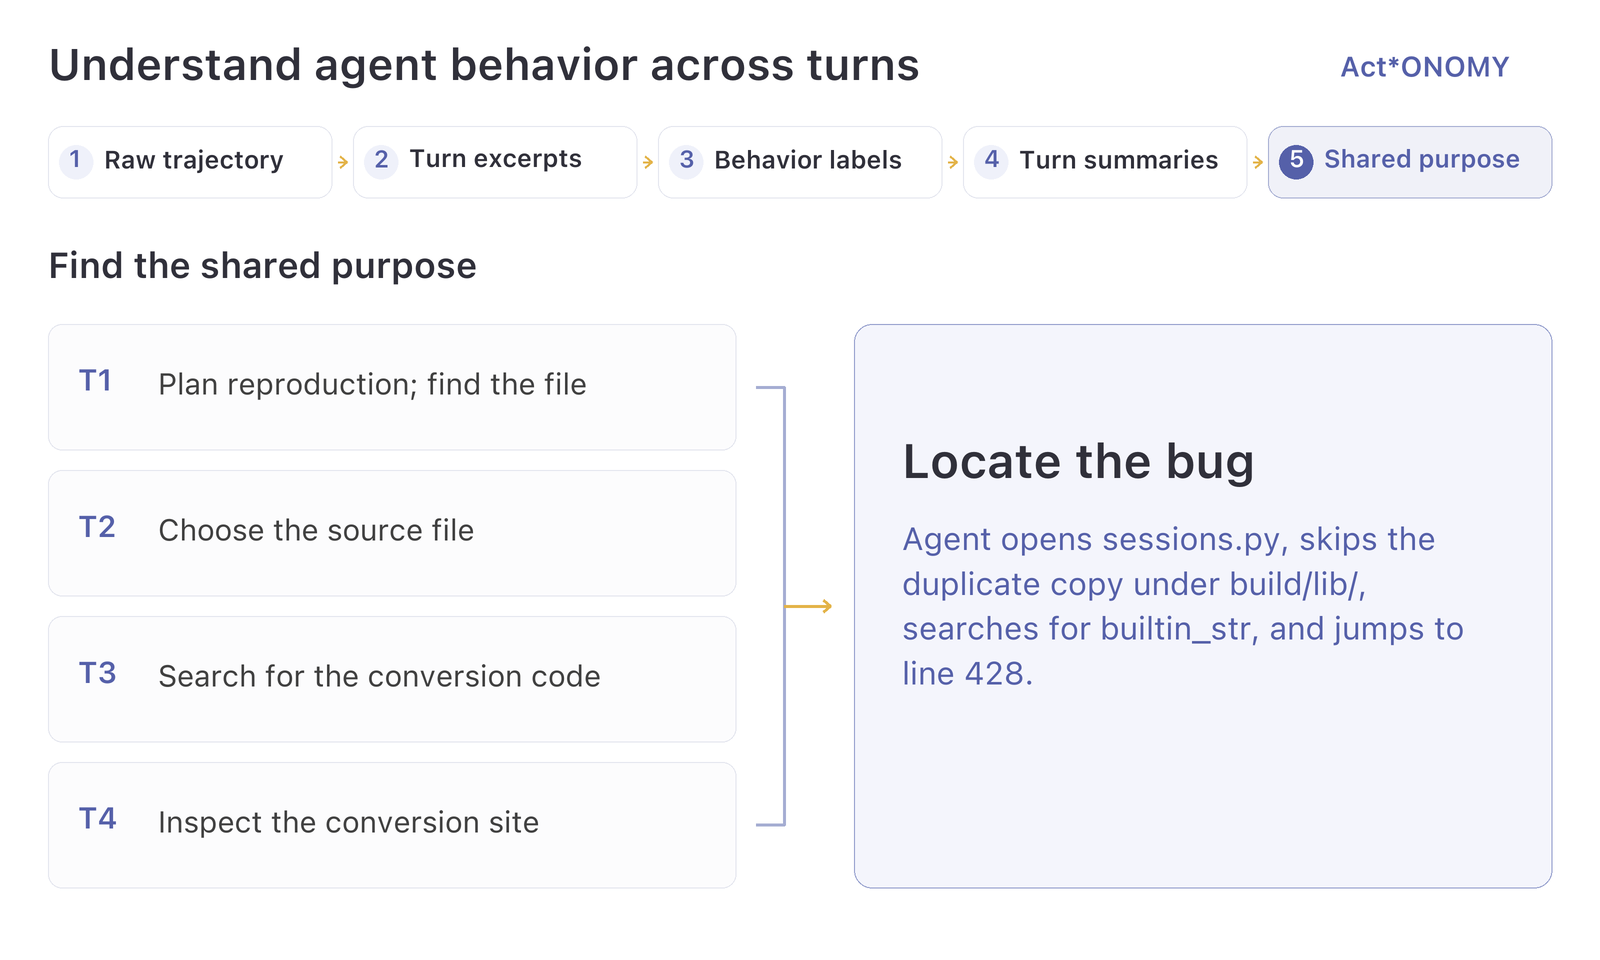 Understand agent behavior across turns
Act*ONOMY
1 Raw trajectory
2 Turn excerpts
3 Behavior labels
4 Turn summaries
5 Shared purpose
Find the shared purpose
T1 Plan reproduction; find the file
T2 Choose the source file
T3 Search for the conversion code
T4 Inspect the conversion site
Locate the bug
Agent opens sessions.py, skips the
duplicate copy under build/lib/,
searches for builtin_str, and jumps to
line 428.